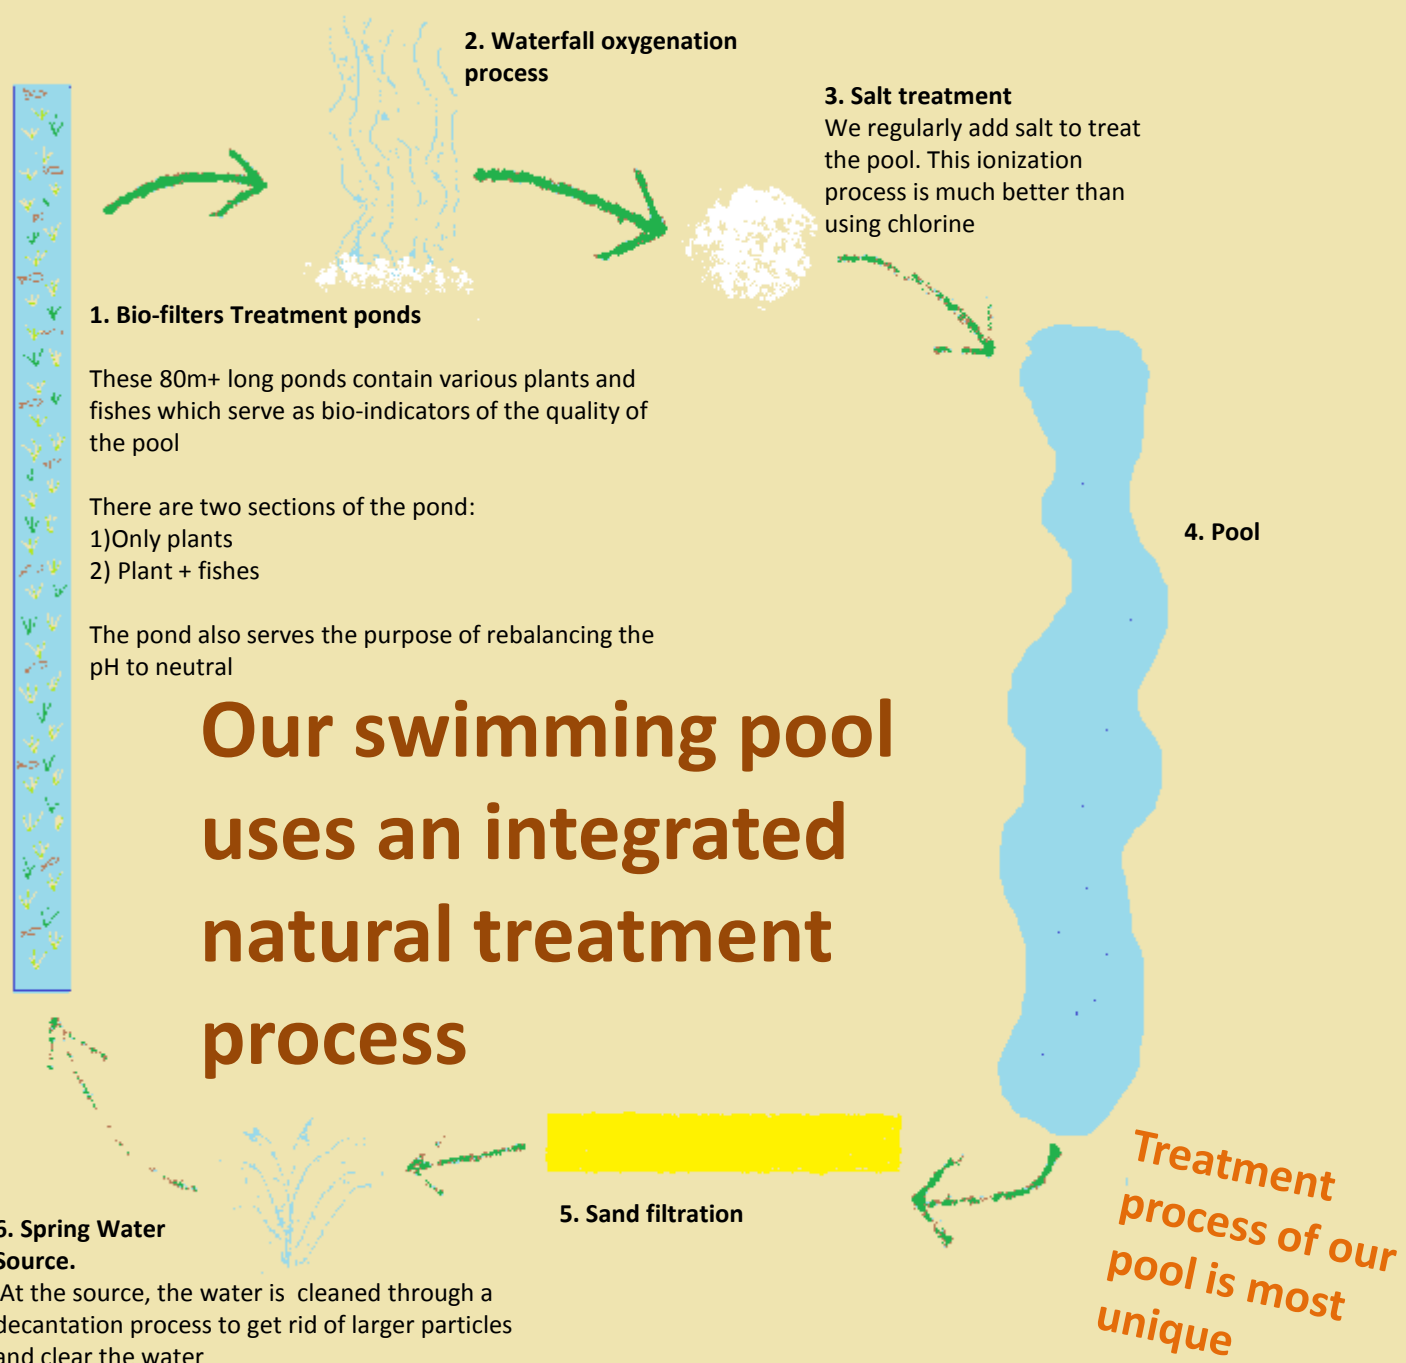 2. Waterfall oxygenation
process
3. Salt treatment
We regularly add salt to treat
the pool. This ionization
process is much better than
using chlorine
1. Bio-filters Treatment ponds
These 80m+ long ponds contain various plants and
fishes which serve as bio-indicators of the quality of
the pool
There are two sections of the pond:
1)Only plants
2) Plant + fishes
The pond also serves the purpose of rebalancing the
pH to neutral
4. Pool
Our swimming pool
uses an integrated
natural treatment
process
5. Sand filtration
6. Spring Water
Source.
At the source, the water is  cleaned through a
decantation process to get rid of larger particles
and clear the water
Treatment
process of our
pool is most
unique